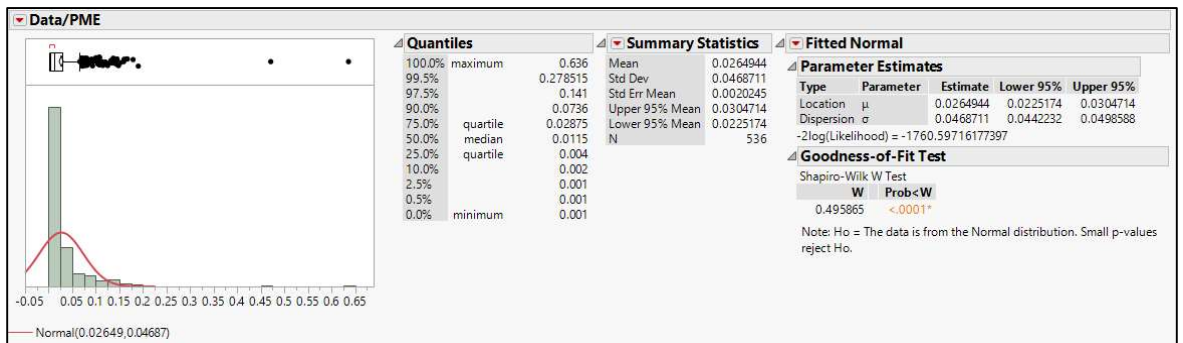 Data/PME
Quantiles
100.0% maximum 0.636
99.5% 0.278515
97.5% 0.141
90.0% 0.0736
75.0% quartile 0.02875
50.0% median 0.0115
25.0% quartile 0.004
10.0% 0.002
2.5% 0.001
0.5% 0.001
0.0% minimum 0.001
Summary Statistics
Mean 0.0264944
Std Dev 0.0468711
Std Err Mean 0.0020245
Upper 95% Mean 0.0304714
Lower 95% Mean 0.0225174
N 536
Fitted Normal
Parameter Estimates
Type Parameter Estimate Lower 95% Upper 95%
Location μ 0.0264944 0.0225174 0.0304714
Dispersion σ 0.0468711 0.0442232 0.0498588
-2log(Likelihood) = -1760.59716177397
Goodness-of-Fit Test
Shapiro-Wilk W Test
W Prob<W
0.495865 <.0001*
Note: Ho = The data is from the Normal distribution. Small p-values
reject Ho.
-0.05 0.05 0.1 0.15 0.2 0.25 0.3 0.35 0.4 0.45 0.5 0.55 0.6 0.65
Normal(0.02649,0.04687)